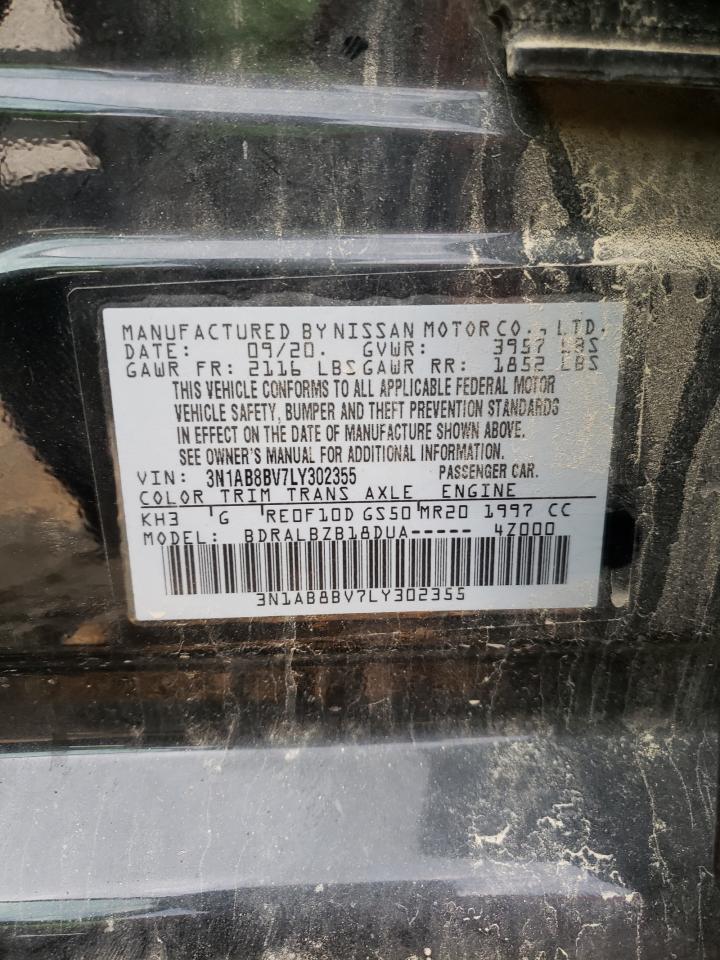 MANUFACTURED BY NISSAN MOTOR CO., LTD.
DATE: 09/20. GVWR: 3957 LBS
GAWR FR: 2116 LBS GAWR RR: 1852 LBS
THIS VEHICLE CONFORMS TO ALL APPLICABLE FEDERAL MOTOR
VEHICLE SAFETY, BUMPER AND THEFT PREVENTION STANDARDS
IN EFFECT ON THE DATE OF MANUFACTURE SHOWN ABOVE.
SEE OWNER'S MANUAL FOR ADDITIONAL INFORMATION.
VIN: 3N1AB8BV7LY302355 PASSENGER CAR.
COLOR TRIM TRANS AXLE ENGINE
KH3 G RE0F10D GS50 MR20 1997 CC
MODEL: BDRALBZB18DUA----- 4Z000
3N1AB8BV7LY302355